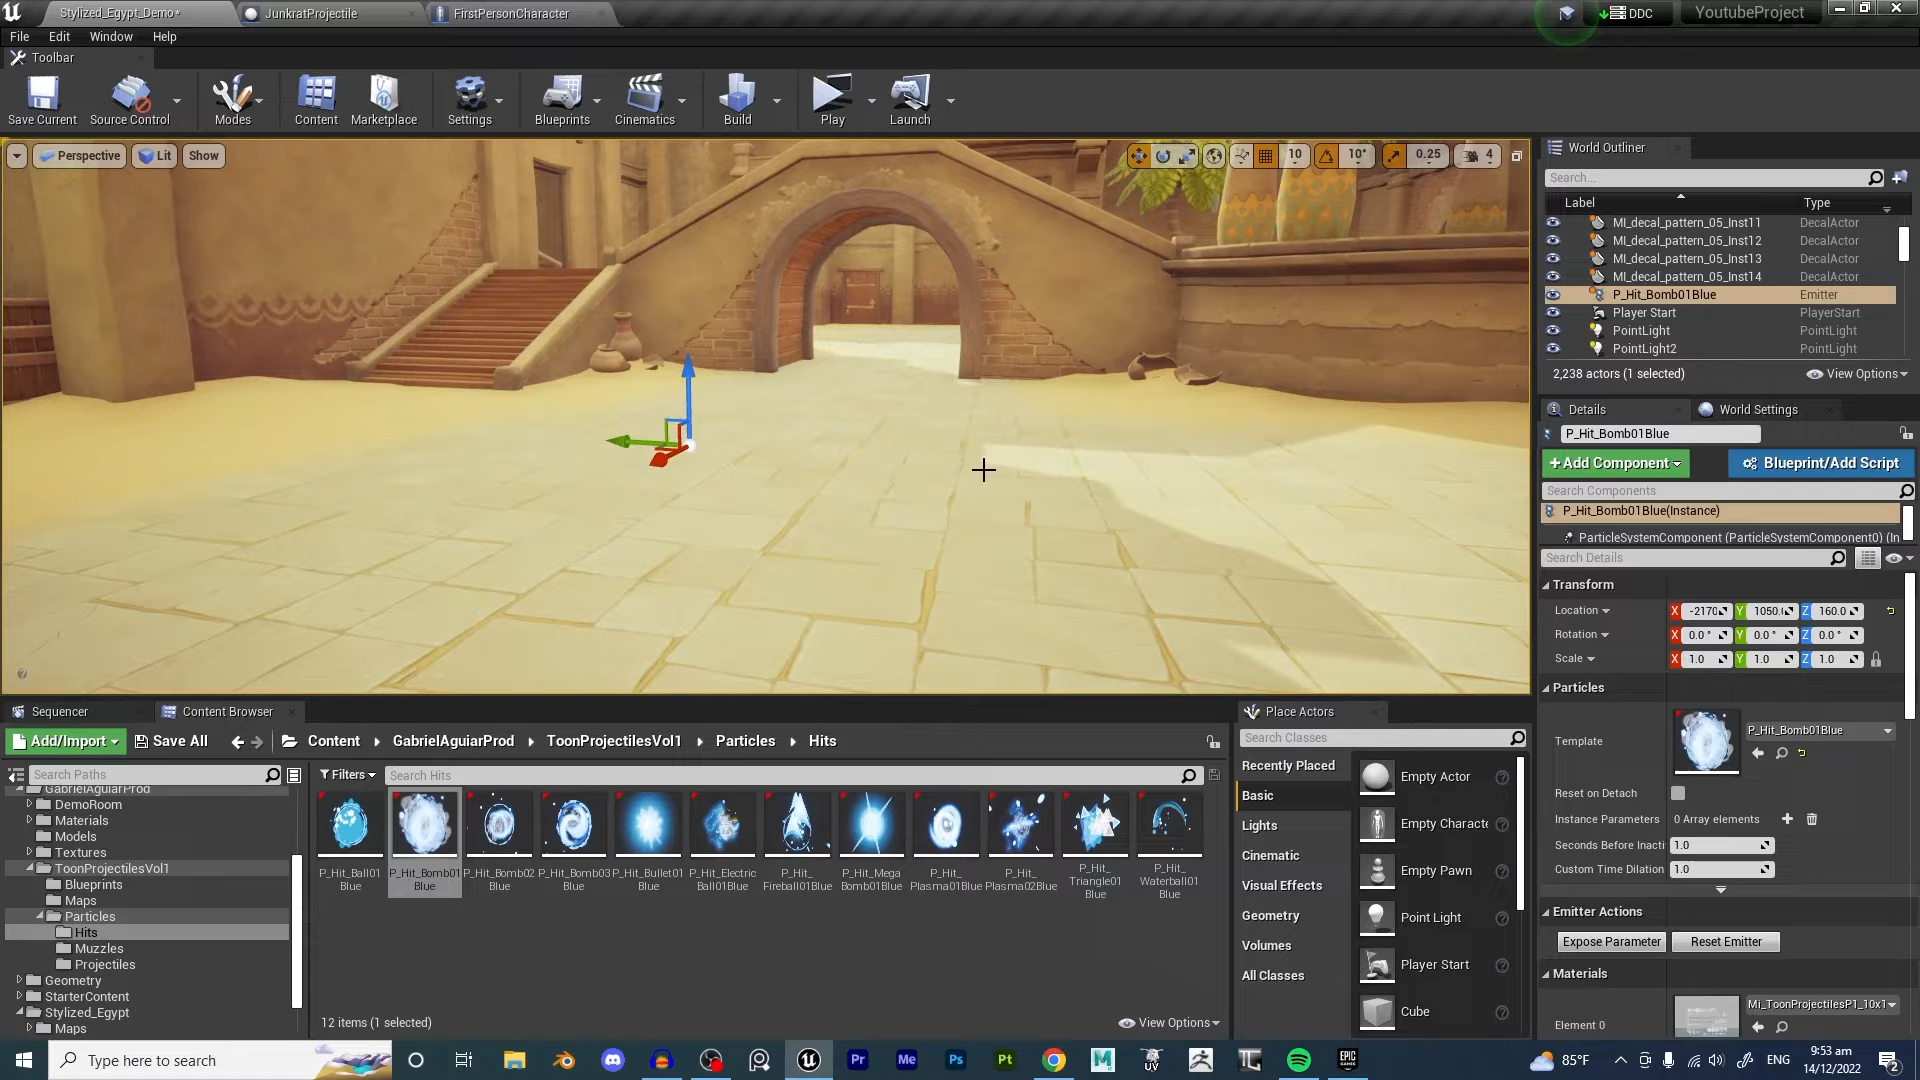 Stylized_Egypt_Demo*
JunkratProjectile
FirstPersonCharacter
DDC
YoutubeProject
File Edit Window Help
Toolbar
Save Current
Source Control
Modes
Content
Marketplace
Settings
Blueprints
Cinematics
Build
Play
Launch
Perspective
Lit
Show
10
10°
0.25
4
World Outliner
Search...
Label Type
MI_decal_pattern_05_Inst11 DecalActor
MI_decal_pattern_05_Inst12 DecalActor
MI_decal_pattern_05_Inst13 DecalActor
MI_decal_pattern_05_Inst14 DecalActor
P_Hit_Bomb01Blue Emitter
Player Start PlayerStart
PointLight PointLight
PointLight2 PointLight
2,238 actors (1 selected)
View Options
Details
World Settings
P_Hit_Bomb01Blue
+Add Component
Blueprint/Add Script
Search Components
P_Hit_Bomb01Blue(Instance)
ParticleSystemComponent (ParticleSystemComponent0) (In
Search Details
Transform
Location X -2170 Y 1050.( Z 160.0
Rotation X 0.0 ° Y 0.0 ° Z 0.0 °
Scale X 1.0 Y 1.0 Z 1.0
Particles
Template
P_Hit_Bomb01Blue
Reset on Detach
Instance Parameters 0 Array elements
Seconds Before Inacti 1.0
Custom Time Dilation 1.0
Emitter Actions
Expose Parameter
Reset Emitter
Materials
Element 0
Mi_ToonProjectilesP1_10x1
Sequencer
Content Browser
Add/Import
Save All
Content
GabrielAguiarProd
ToonProjectilesVol1
Particles
Hits
Search Paths
Filters
Search Hits
GabrielAguiarProd
DemoRoom
Materials
Models
Textures
ToonProjectilesVol1
Blueprints
Maps
Particles
Hits
Muzzles
Projectiles
Geometry
StarterContent
Stylized_Egypt
Maps
P_Hit_Ball01
Blue
P_Hit_Bomb01
Blue
P_Hit_Bomb02
Blue
P_Hit_Bomb03
Blue
P_Hit_Bullet01
Blue
P_Hit_Electric
Ball01Blue
P_Hit_
Fireball01Blue
P_Hit_Mega
Bomb01Blue
P_Hit_
Plasma01Blue
P_Hit_
Plasma02Blue
P_Hit_
Triangle01
Blue
P_Hit_
Waterball01
Blue
12 items (1 selected)
View Options
Place Actors
Search Classes
Recently Placed
Basic
Lights
Cinematic
Visual Effects
Geometry
Volumes
All Classes
Empty Actor
Empty Characte
Empty Pawn
Point Light
Player Start
Cube
Type here to search
Pr
Me
Ps
Pt
M
UV
EPIC
GAMES
85°F
ENG
9:53 am
14/12/2022
2